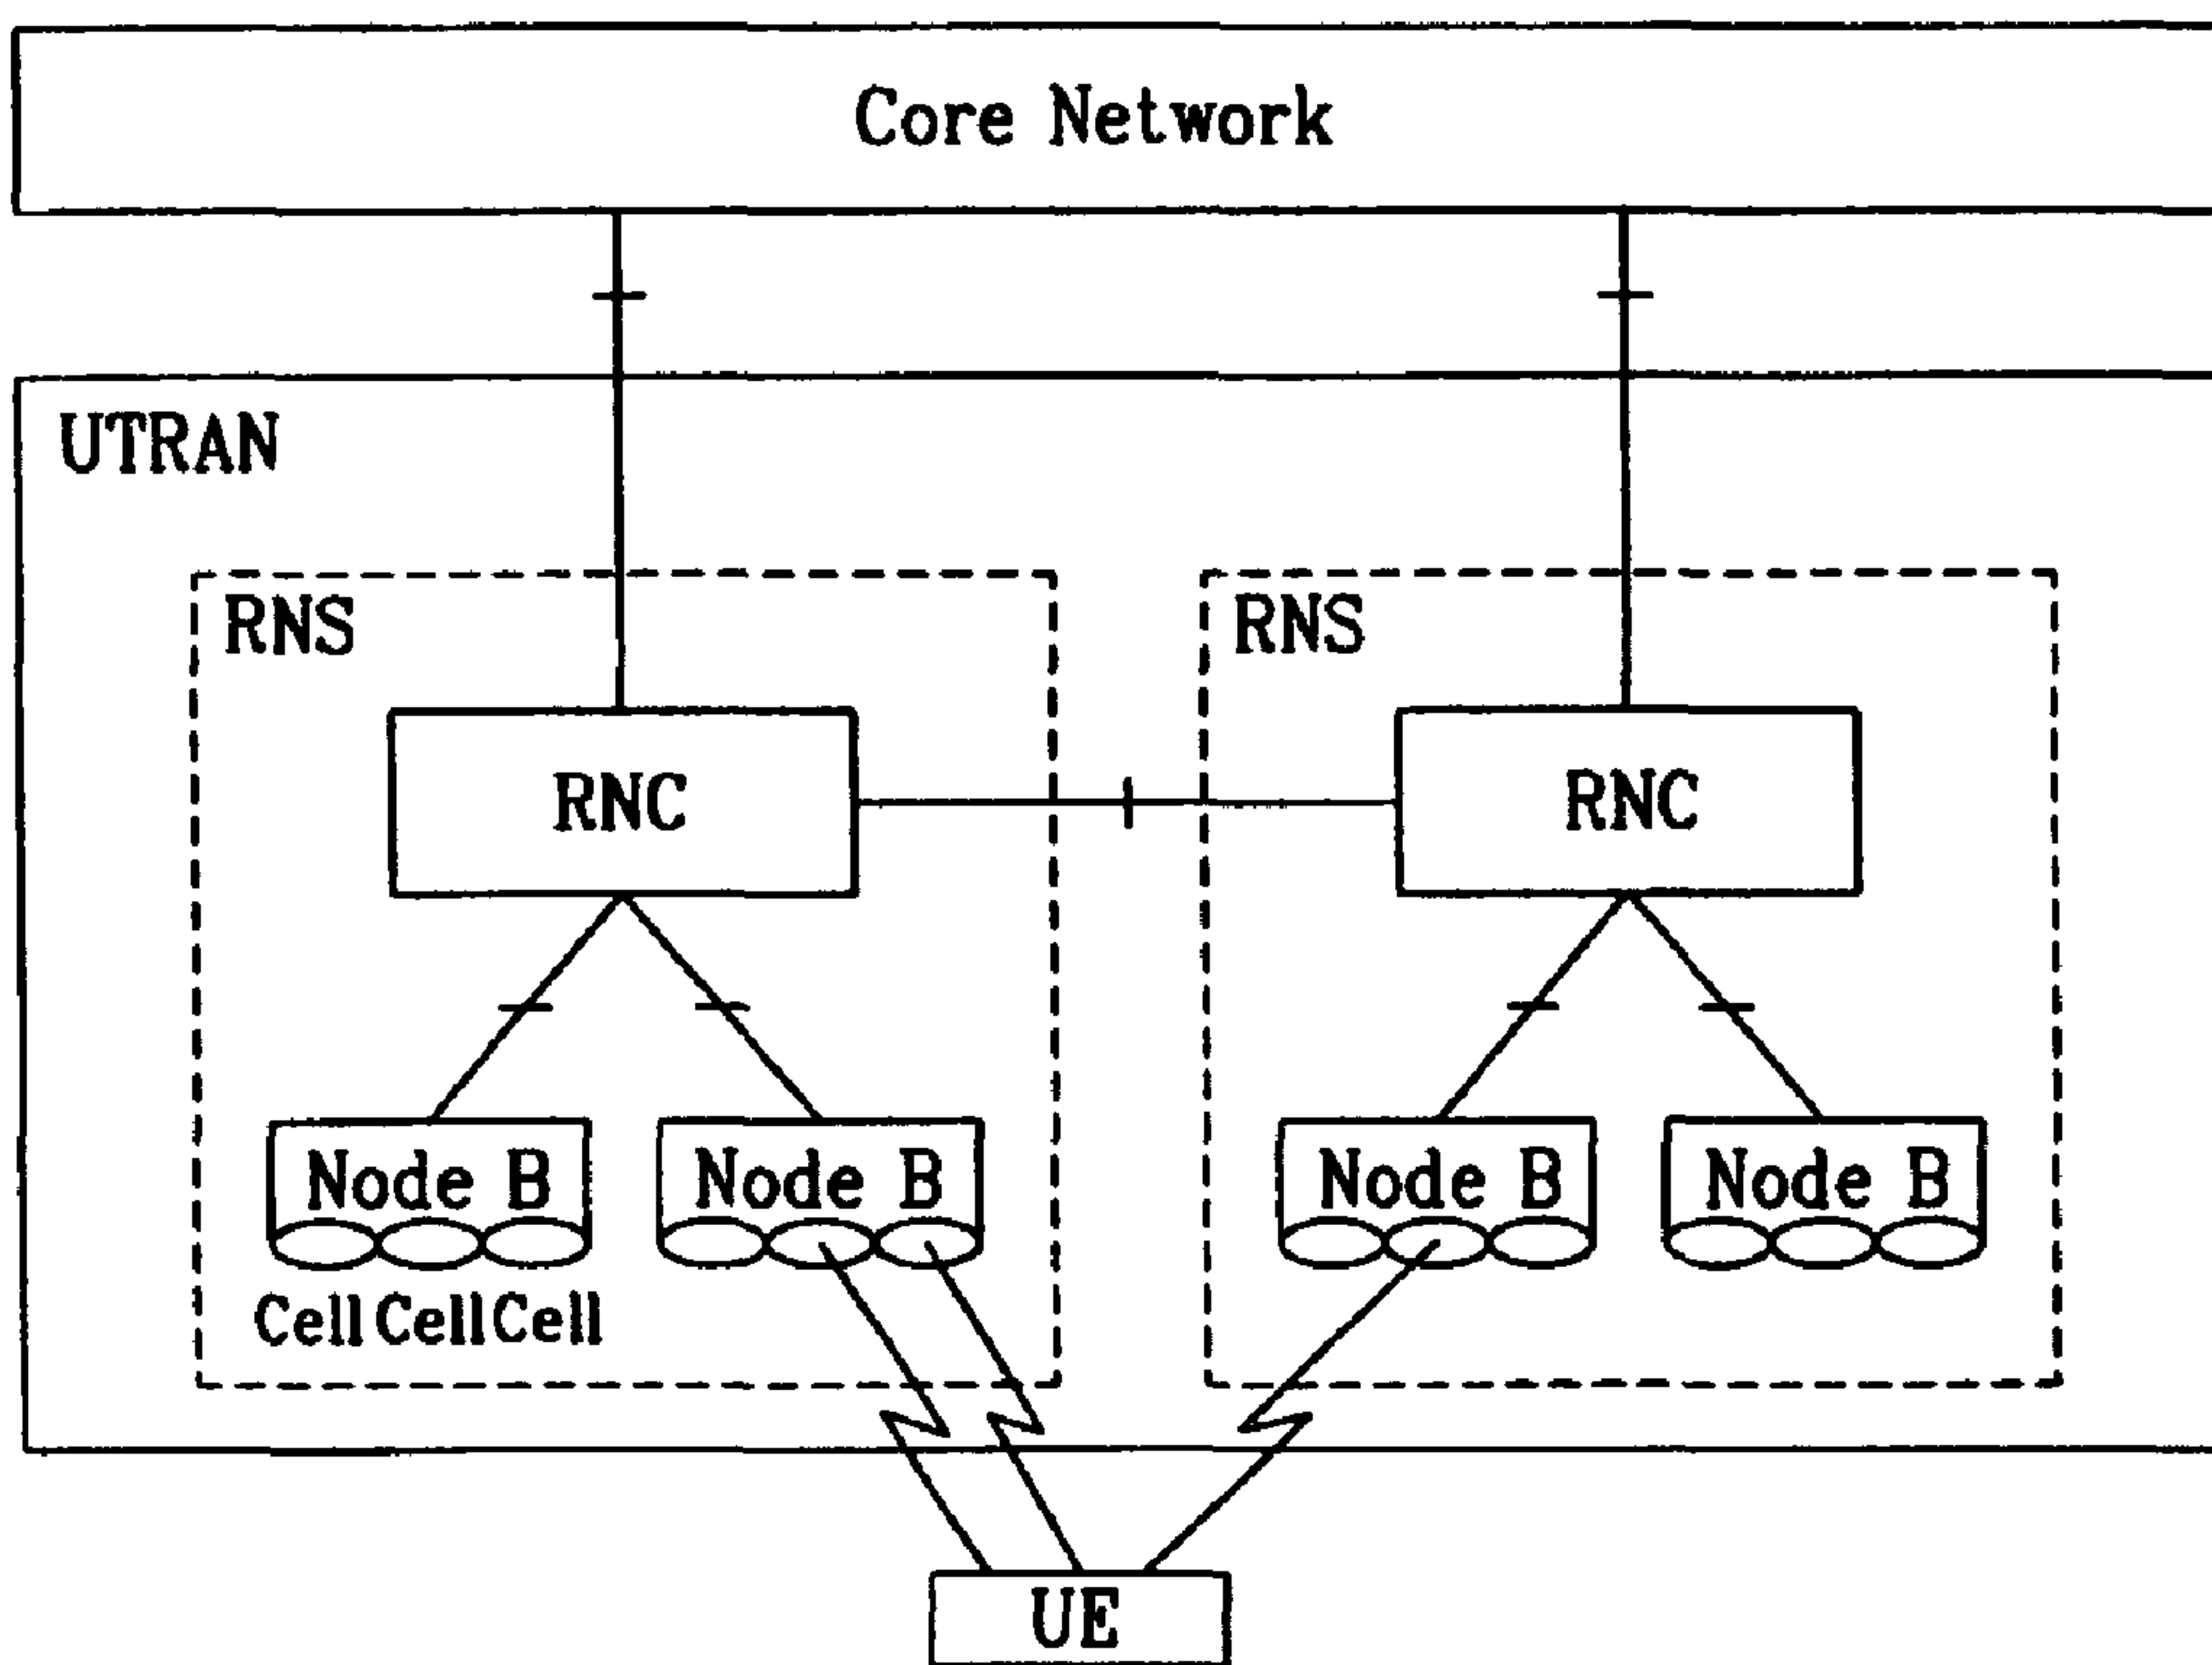 Core Network
UTRAN
RNS
RNS
RNC
RNC
Node B
Node B
Node B
Node B
Cell Cell Cell
UE